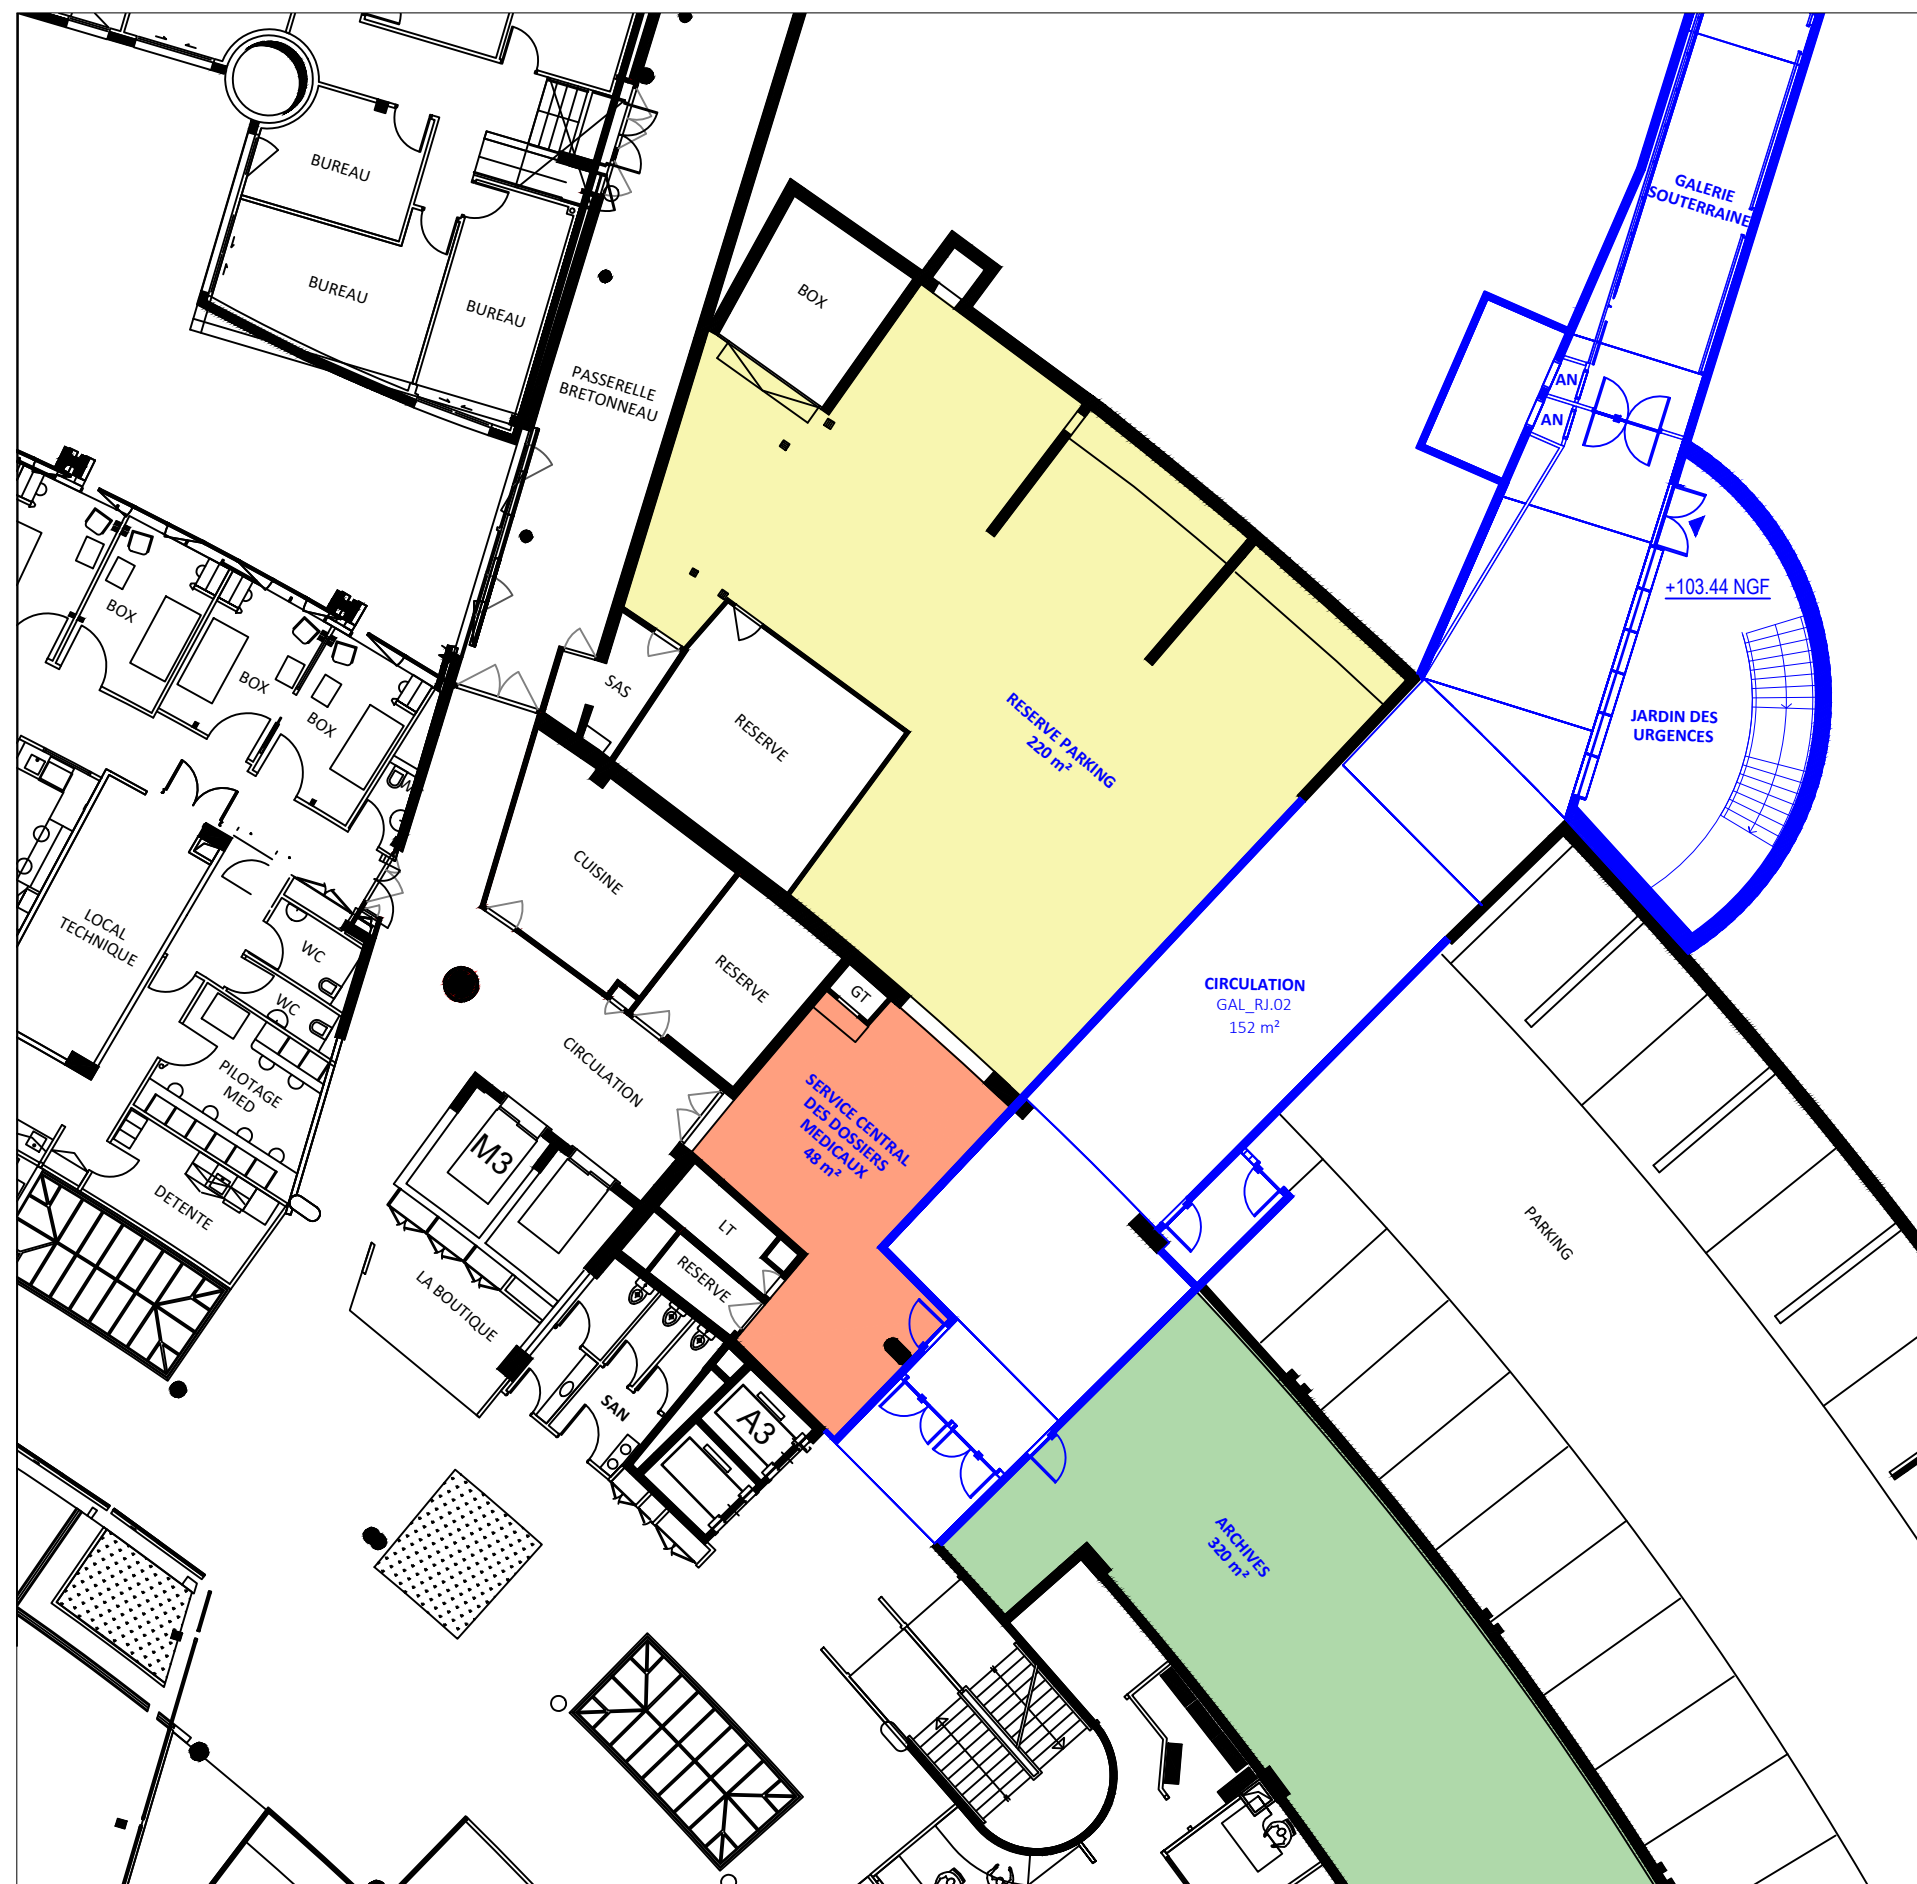 BUREAU
BUREAU
BUREAU
PASSERELLE
BRETONNEAU
BOX
GALERIE
SOUTERRAINE
AN
AN
+103.44 NGF
JARDIN DES
URGENCES
BOX
BOX
BOX
SAS
RESERVE
RESERVE PARKING
220 m²
CUISINE
LOCAL
TECHNIQUE
WC
WC
RESERVE
GT
CIRCULATION
GAL_RJ.02
152 m²
CIRCULATION
PILOTAGE
MED
DETENTE
M3
SERVICE CENTRAL
DES DOSSIERS
MEDICAUX
48 m²
LT
RESERVE
LA BOUTIQUE
SAN
A3
PARKING
ARCHIVES
320 m²